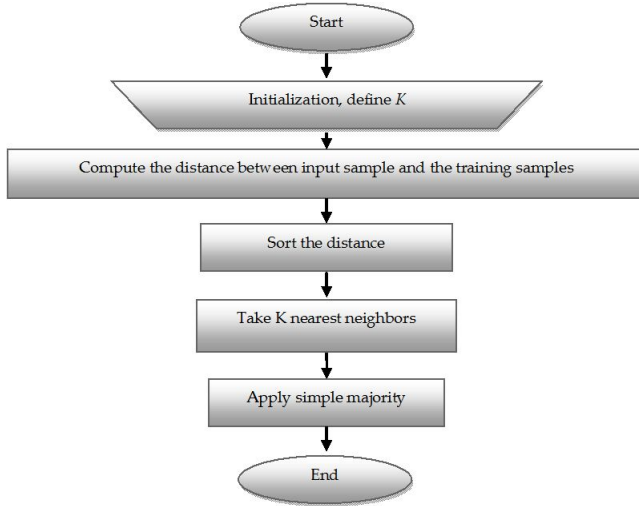 Start
Initialization, define K
Compute the distance between input sample and the training samples
Sort the distance
Take K nearest neighbors
Apply simple majority
End